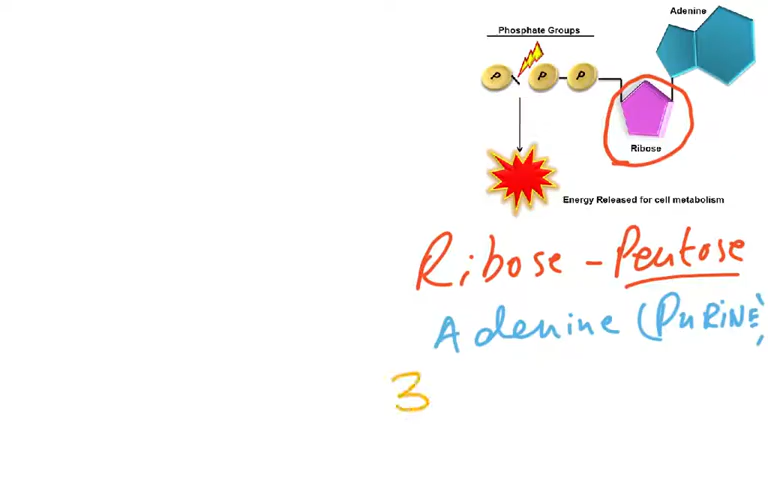 Adenine
Phosphate Groups
P P P
Ribose
Energy Released for cell metabolism
Ribose - Pentose
Adenine (PuRiNE)
3